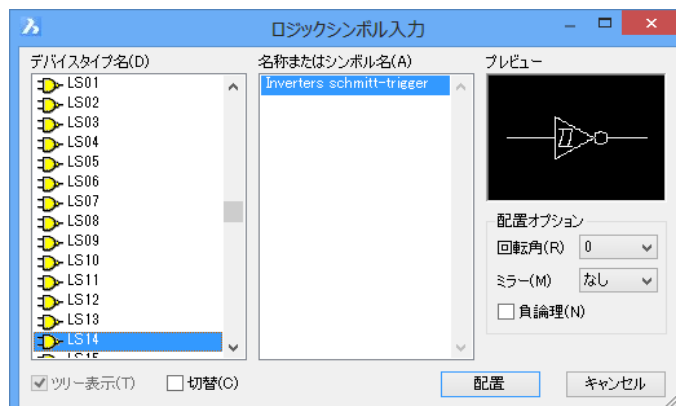 ロジックシンボル入力
デバイスタイプ名(D)
LS01
LS02
LS03
LS04
LS05
LS06
LS07
LS08
LS09
LS10
LS11
LS12
LS13
LS14
LS15
名称またはシンボル名(A)
Inverters schmitt-trigger
プレビュー
配置オプション
回転角(R) 0
ミラー(M) なし
負論理(N)
ツリー表示(T) 切替(C) 配置 キャンセル